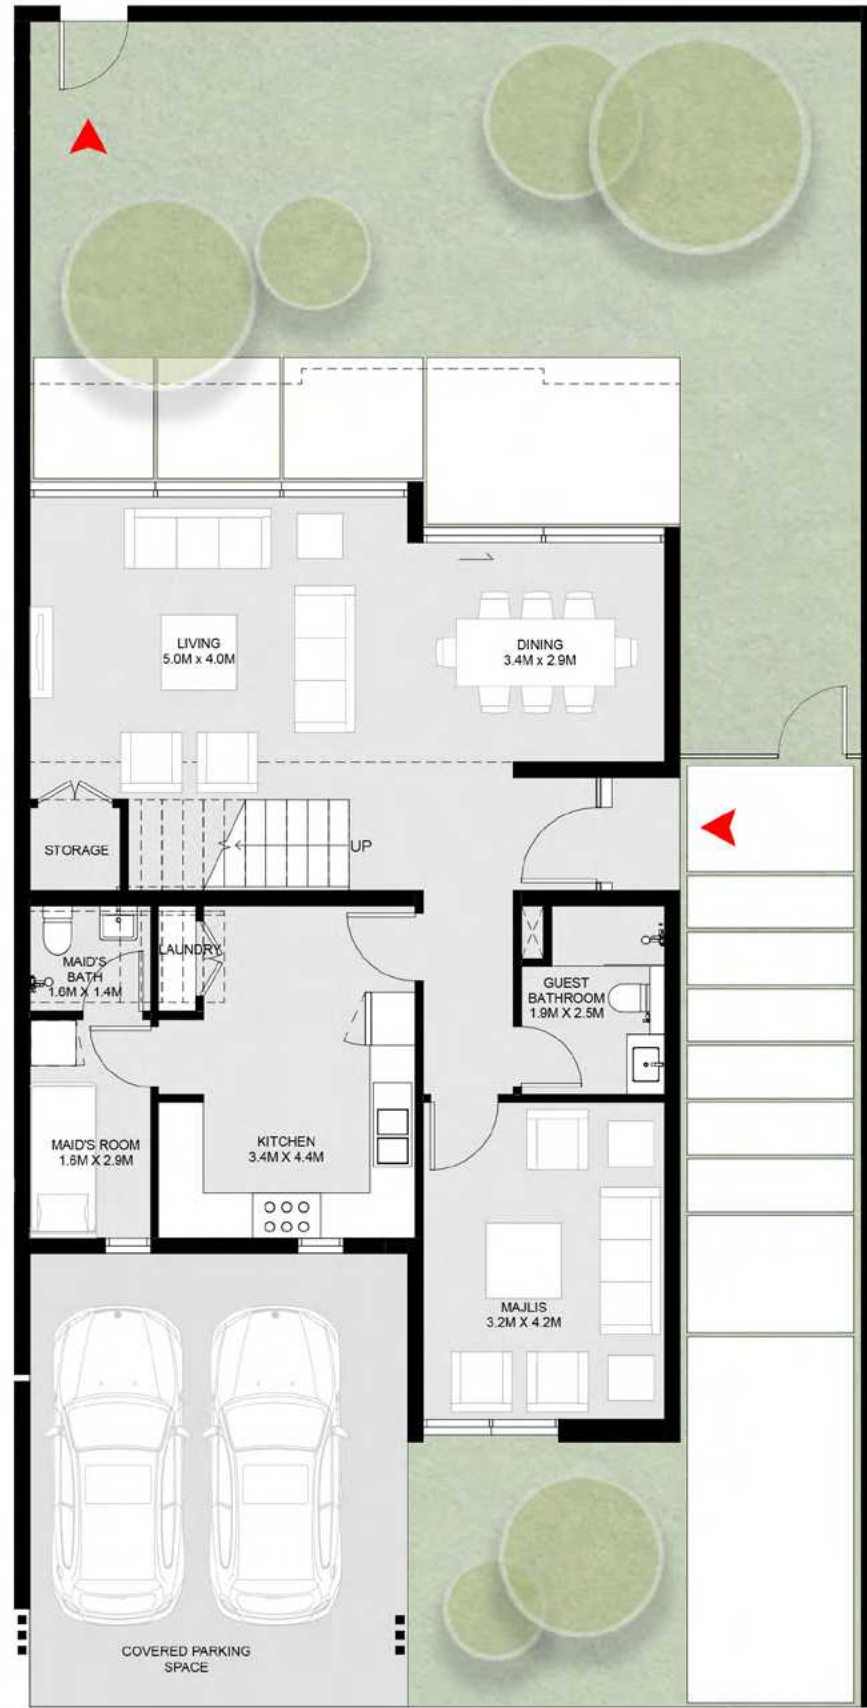 LIVING
5.0M x 4.0M
DINING
3.4M x 2.9M
STORAGE
UP
MAID'S
BATH
1.6M X 1.4M
LAUNDRY
GUEST
BATHROOM
1.9M X 2.5M
MAID'S ROOM
1.6M X 2.9M
KITCHEN
3.4M X 4.4M
MAJLIS
3.2M X 4.2M
COVERED PARKING
SPACE